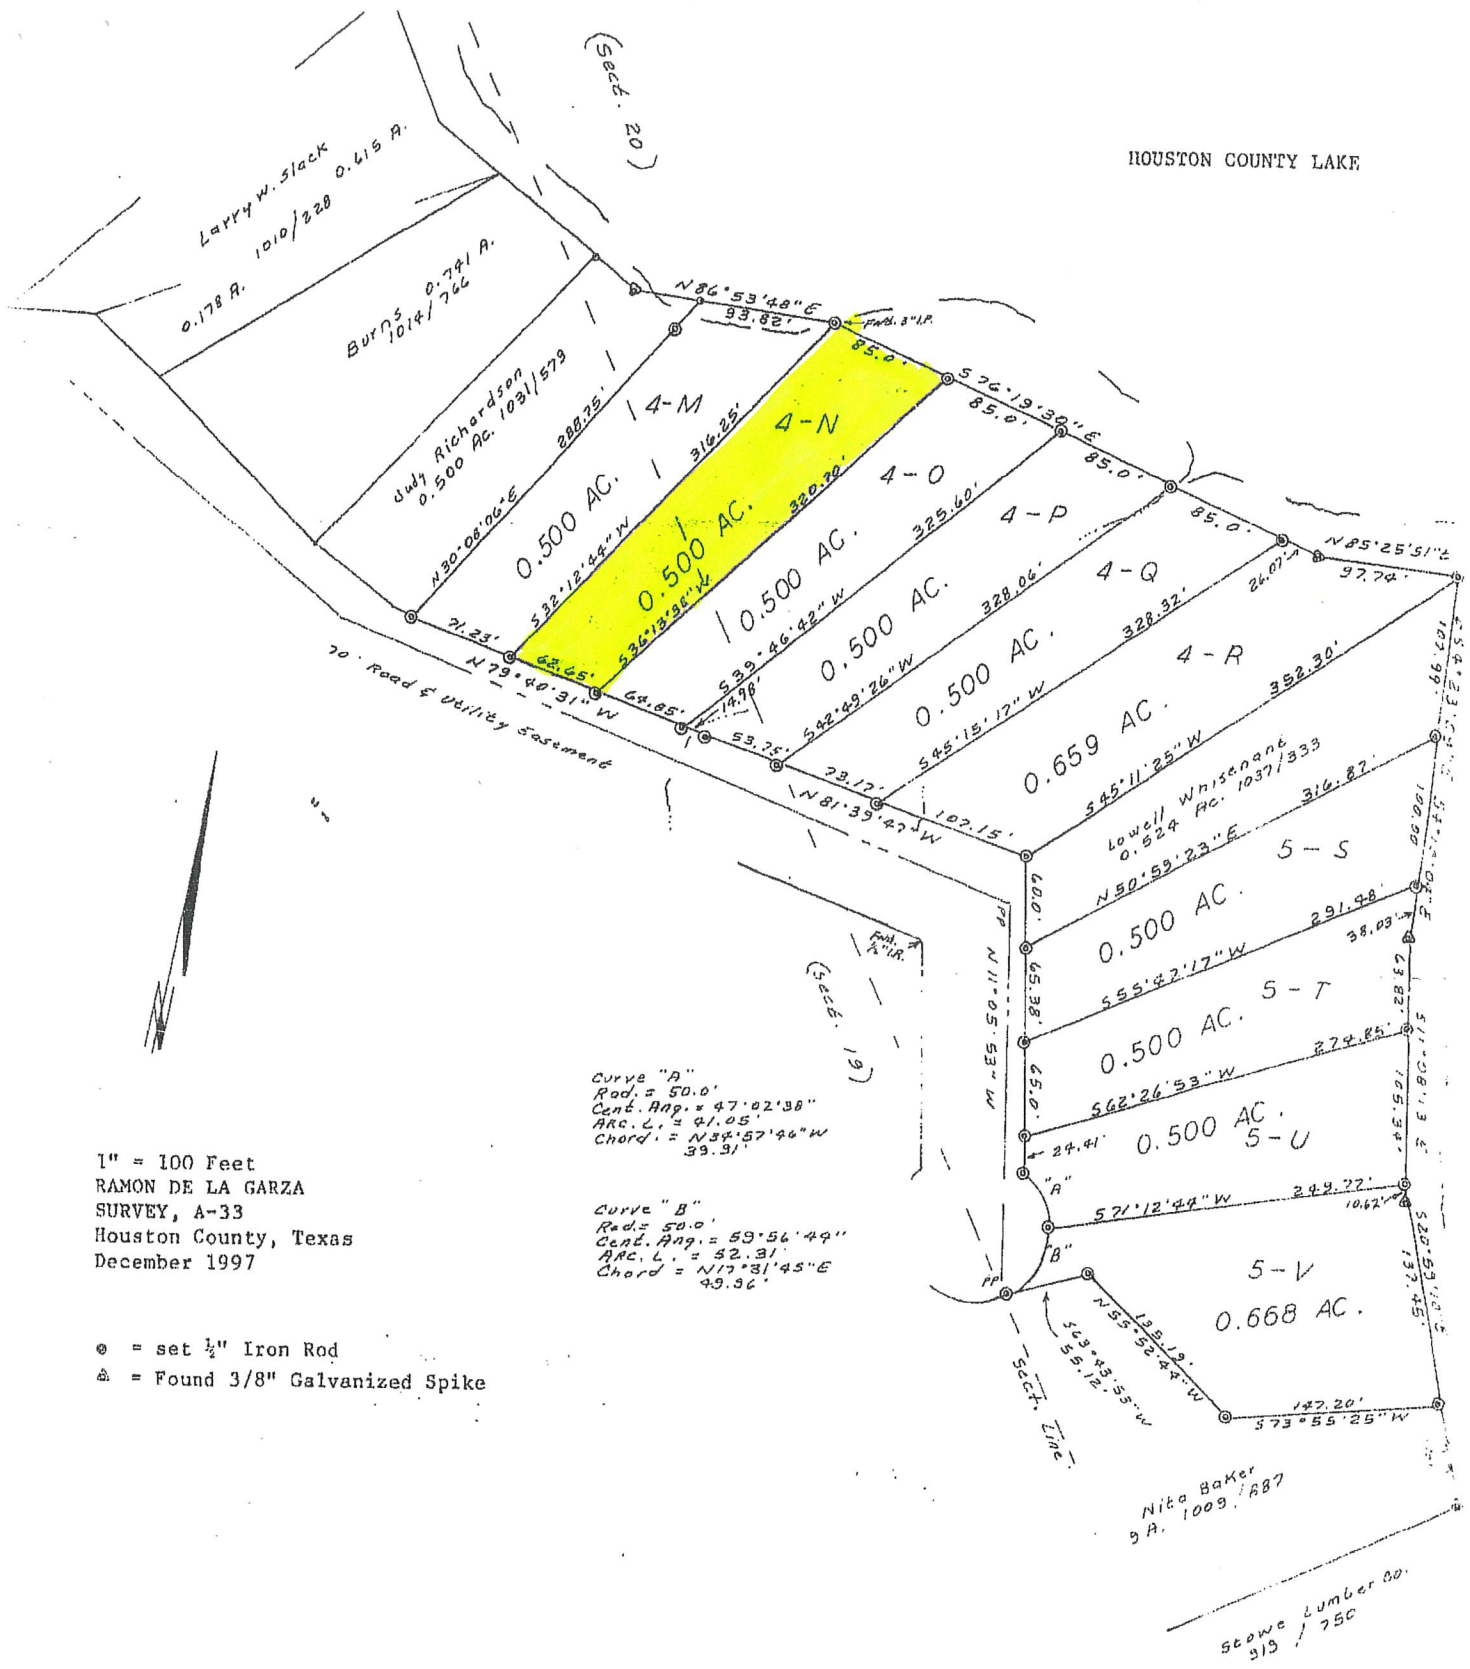 (Sect. 20)
HOUSTON COUNTY LAKE
Larry W. Slack
1010/228 0.615 A.
0.178 A.
Burns 0.741 A.
1014/766
Judy Richardson
0.500 AC. 1031/579
N 86°53'48" E
93.82'
Fnd. 3" I.P.
85.0'
S 76°19'30" E
85.0'
85.0'
85.0'
26.07'
N 85°25'51" E
97.74'
288.75'
N 30°08'06" E
4-M
0.500 AC.
316.25'
S 32°12'44" W
4-N
0.500 AC.
320.70'
S 36°13'38" W
4-O
0.500 AC.
325.60'
S 39°46'42" W
4-P
0.500 AC.
328.06'
S 42°49'26" W
4-Q
0.500 AC.
328.32'
S 45°15'17" W
4-R
0.659 AC.
352.30'
S 45°11'25" W
107.99'
71.23'
N 79°40'31" W
62.65'
64.85'
14.98'
53.75'
73.17'
N 81°39'47" W
107.15'
70' Road & Utility Easement
Lowell Whisenant
0.524 AC. 1037/333
316.87'
N 50°59'23" E
100.00
5-S
0.500 AC.
291.48'
S 55°47'17" W
38.03'
63.82'
5-T
0.500 AC.
274.85'
S 62°26'53" W
165.34'
5-U
0.500 AC.
249.72'
S 71°12'44" W
10.62'
5-V
0.668 AC.
137.45'
60.0'
65.38'
65.0'
24.41'
"A"
"B"
PP
N 11°05'53" W
PP
Fnd.
½" I.R.
(Sect. 19)
Sect. Line
S 63°43'53" W
55.12'
135.19'
N 55°52'44" W
147.20'
S 73°55'25" W
Curve "A"
Rad. = 50.0'
Cent. Ang. = 47°02'38"
ARC. L. = 41.05'
Chord. = N 34°57'46" W
39.91'
Curve "B"
Rad. = 50.0'
Cent. Ang. = 59°56'44"
ARC. L. = 52.31'
Chord = N 17°31'45" E
49.96'
1" = 100 Feet
RAMON DE LA GARZA
SURVEY, A-33
Houston County, Texas
December 1997
= set ½" Iron Rod
= Found 3/8" Galvanized Spike
Nita Baker
9 A. 1009/887
Stowe Lumber Co.
919 / 750